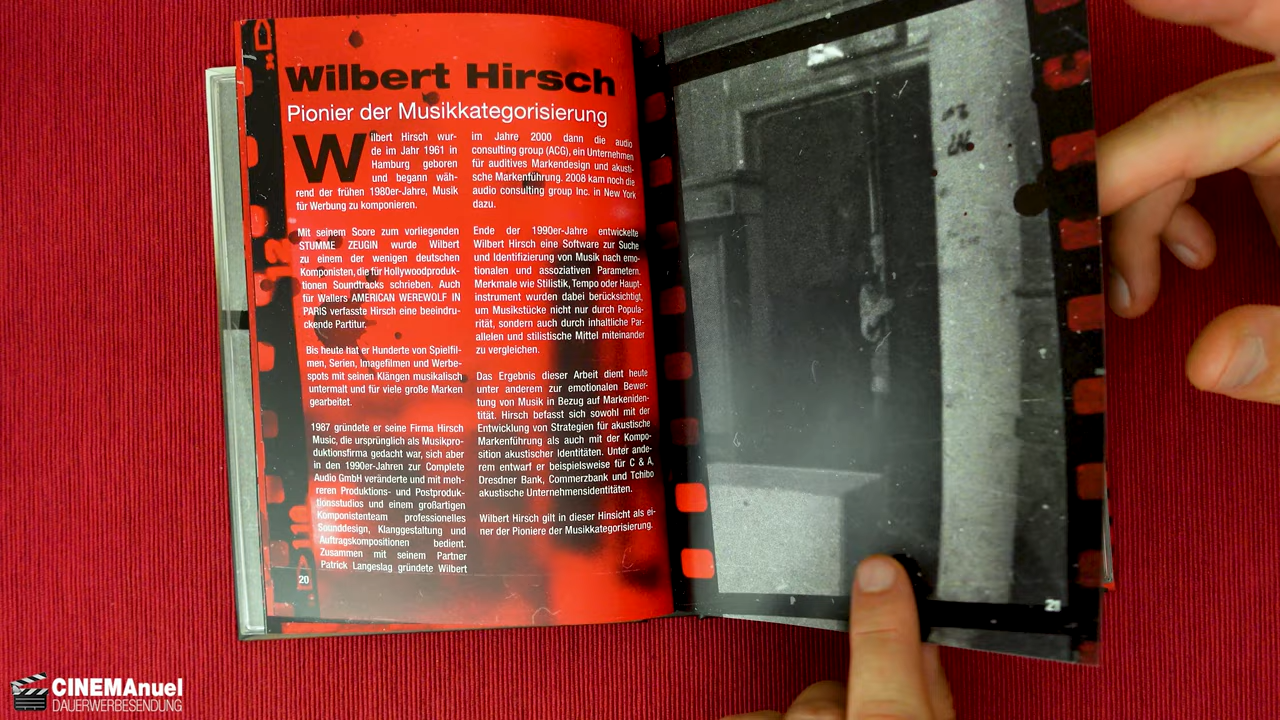 Wilbert Hirsch
Pionier der Musikkategorisierung
Wilbert Hirsch wur-
de im Jahr 1961 in
Hamburg geboren
und begann wäh-
rend der frühen 1980er-Jahre, Musik
für Werbung zu komponieren.
Mit seinem Score zum vorliegenden
STUMME ZEUGIN wurde Wilbert
zu einem der wenigen deutschen
Komponisten, die für Hollywoodproduk-
tionen Soundtracks schrieben. Auch
für Wallers AMERICAN WEREWOLF IN
PARIS verfasste Hirsch eine beeindru-
ckende Partitur.
Bis heute hat er Hunderte von Spielfil-
men, Serien, Imagefilmen und Werbe-
spots mit seinen Klängen musikalisch
untermalt und für viele große Marken
gearbeitet.
1987 gründete er seine Firma Hirsch
Music, die ursprünglich als Musikpro-
duktionsfirma gedacht war, sich aber
in den 1990er-Jahren zur Complete
Audio GmbH veränderte und mit meh-
reren Produktions- und Postproduk-
tionsstudios und einem großartigen
Komponistenteam professionelles
Sounddesign, Klanggestaltung und
Auftragskompositionen bedient.
Zusammen mit seinem Partner
Patrick Langeslag gründete Wilbert
im Jahre 2000 dann die audio
consulting group (ACG), ein Unternehmen
für auditives Markendesign und akusti-
sche Markenführung. 2008 kam noch die
audio consulting group Inc. in New York
dazu.
Ende der 1990er-Jahre entwickelte
Wilbert Hirsch eine Software zur Suche
und Identifizierung von Musik nach emo-
tionalen und assoziativen Parametern.
Merkmale wie Stilistik, Tempo oder Haupt-
instrument wurden dabei berücksichtigt,
um Musikstücke nicht nur durch Popula-
rität, sondern auch durch inhaltliche Par-
allelen und stilistische Mittel miteinander
zu vergleichen.
Das Ergebnis dieser Arbeit dient heute
unter anderem zur emotionalen Bewer-
tung von Musik in Bezug auf Markeniden-
tität. Hirsch befasst sich sowohl mit der
Entwicklung von Strategien für akustische
Markenführung als auch mit der Kompo-
sition akustischer Identitäten. Unter ande-
rem entwarf er beispielsweise für C & A,
Dresdner Bank, Commerzbank und Tchibo
akustische Unternehmensidentitäten.
Wilbert Hirsch gilt in dieser Hinsicht als ei-
ner der Pioniere der Musikkategorisierung.
20
21
CINEMAnuel
DAUERWERBESENDUNG